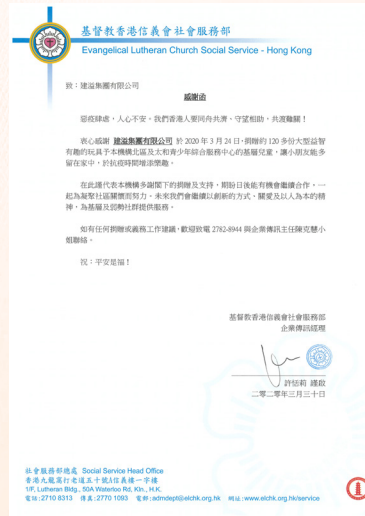 基督教香港信義會社會服務部
Evangelical Lutheran Church Social Service - Hong Kong
致：建溢集團有限公司
感謝函
惡疫肆虐，人心不安。我們香港人要同舟共濟，守望相助，共渡難關！
衷心感謝 建溢集團有限公司 於 2020 年 3 月 24 日，捐贈約 120 多份大型益智
有趣的玩具予本機構北區及太和青少年綜合服務中心的基層兒童，讓小朋友能多
留在家中，於抗疫時間增添樂趣。
在此謹代表本機構多謝閣下的捐贈及支持，期盼日後能有機會繼續合作，一
起為凝聚社區關懷而努力。未來我們會繼續以創新的方式、關愛及以人為本的精
神，為基層及弱勢社群提供服務。
如有任何捐贈或義務工作建議，歡迎致電 2782-8944 與企業傳訊主任陳克慧小
姐聯絡。
祝：平安是福！
基督教香港信義會社會服務部
企業傳訊經理
許恬莉 謹啟
二零二零年三月三十日
社會服務部總處 Social Service Head Office
香港九龍窩打老道五十號A信義樓一字樓
1/F, Lutheran Bldg., 50A Waterloo Rd, Kln., H.K.
電話:2710 8313 傳真:2770 1093 電郵:admdept@elchk.org.hk 網址:www.elchk.org.hk/service